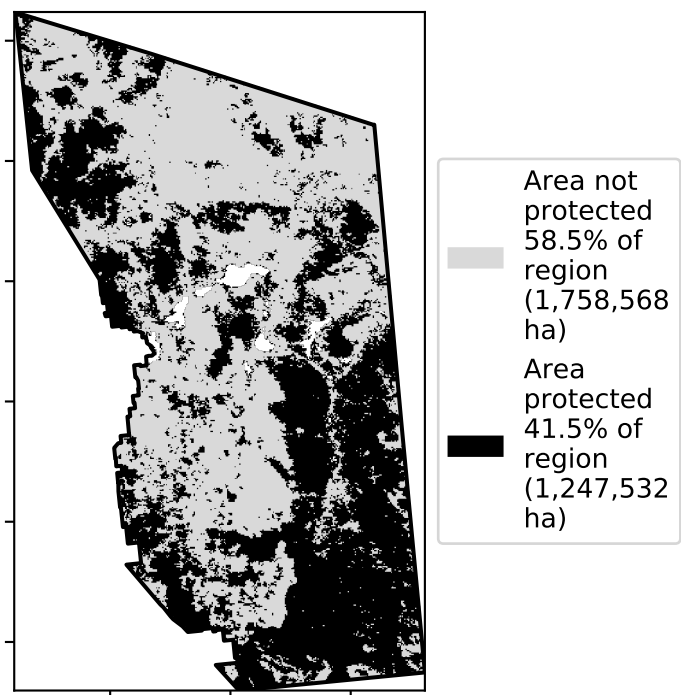 Area not
protected
58.5% of
region
(1,758,568
ha)
Area
protected
41.5% of
region
(1,247,532
ha)